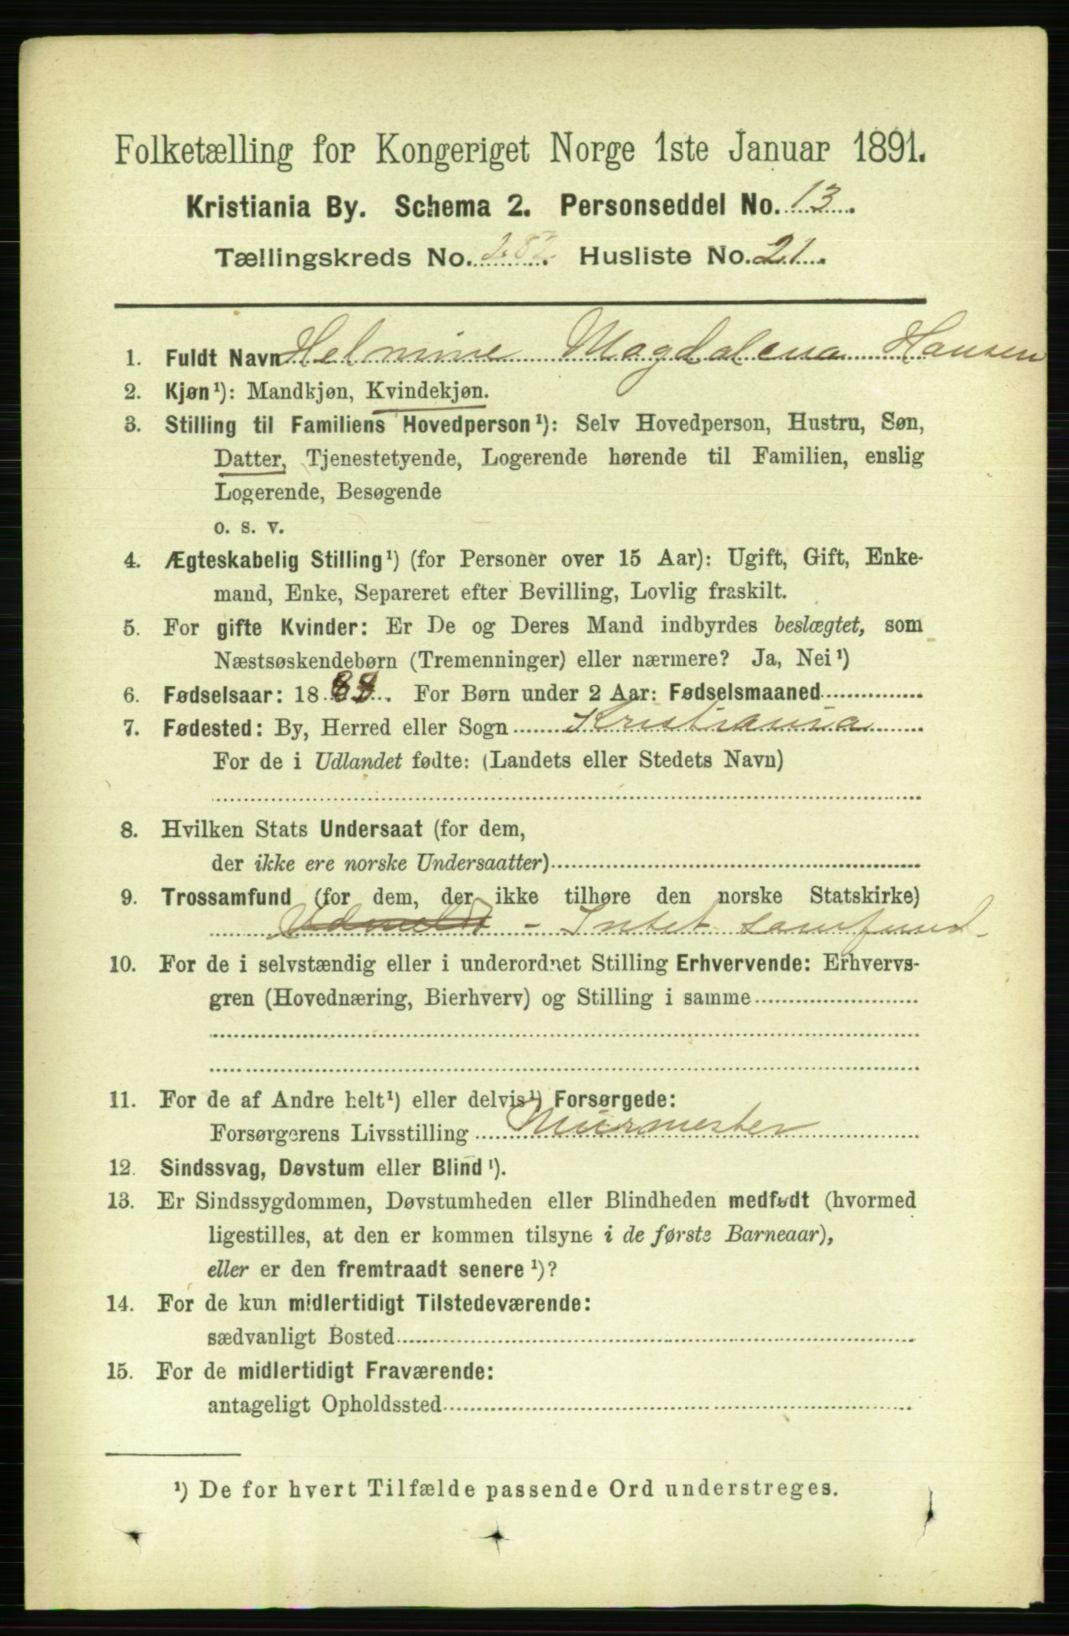 Folketælling for Kongeriget Norge 1ste Januar 1891.
Kristiania By. Schema 2. Personseddel No. 13.
Tællingskreds No. 282. Husliste No. 21.
1. Fuldt Navn Helmine Magdalena Hansen
2. Kjøn¹): Mandkjøn, Kvindekjøn.
3. Stilling til Familiens Hovedperson¹): Selv Hovedperson, Hustru, Søn,
Datter, Tjenestetyende, Logerende hørende til Familien, enslig
Logerende, Besøgende
o. s. v.
4. Ægteskabelig Stilling¹) (for Personer over 15 Aar): Ugift, Gift, Enke-
mand, Enke, Separeret efter Bevilling, Lovlig fraskilt.
5. For gifte Kvinder: Er De og Deres Mand indbyrdes beslægtet, som
Næstsøskendebørn (Tremenninger) eller nærmere? Ja, Nei¹)
6. Fødselsaar: 18 88. For Børn under 2 Aar: Fødselsmaaned
7. Fødested: By, Herred eller Sogn Kristiania
For de i Udlandet fødte: (Landets eller Stedets Navn)
8. Hvilken Stats Undersaat (for dem,
der ikke ere norske Undersaatter)
9. Trossamfund (for dem, der ikke tilhøre den norske Statskirke)
Udmeldt - Intet samfund-
10. For de i selvstændig eller i underordnet Stilling Erhvervende: Erhvervs-
gren (Hovednæring, Bierhverv) og Stilling i samme
11. For de af Andre helt¹) eller delvis¹) Forsørgede:
Forsørgerens Livsstilling Murmester
12. Sindssvag, Døvstum eller Blind¹).
13. Er Sindssygdommen, Døvstumheden eller Blindheden medfødt (hvormed
ligestilles, at den er kommen tilsyne i de første Barneaar),
eller er den fremtraadt senere¹)?
14. For de kun midlertidigt Tilstedeværende:
sædvanligt Bosted
15. For de midlertidigt Fraværende:
antageligt Opholdssted
¹) De for hvert Tilfælde passende Ord understreges.